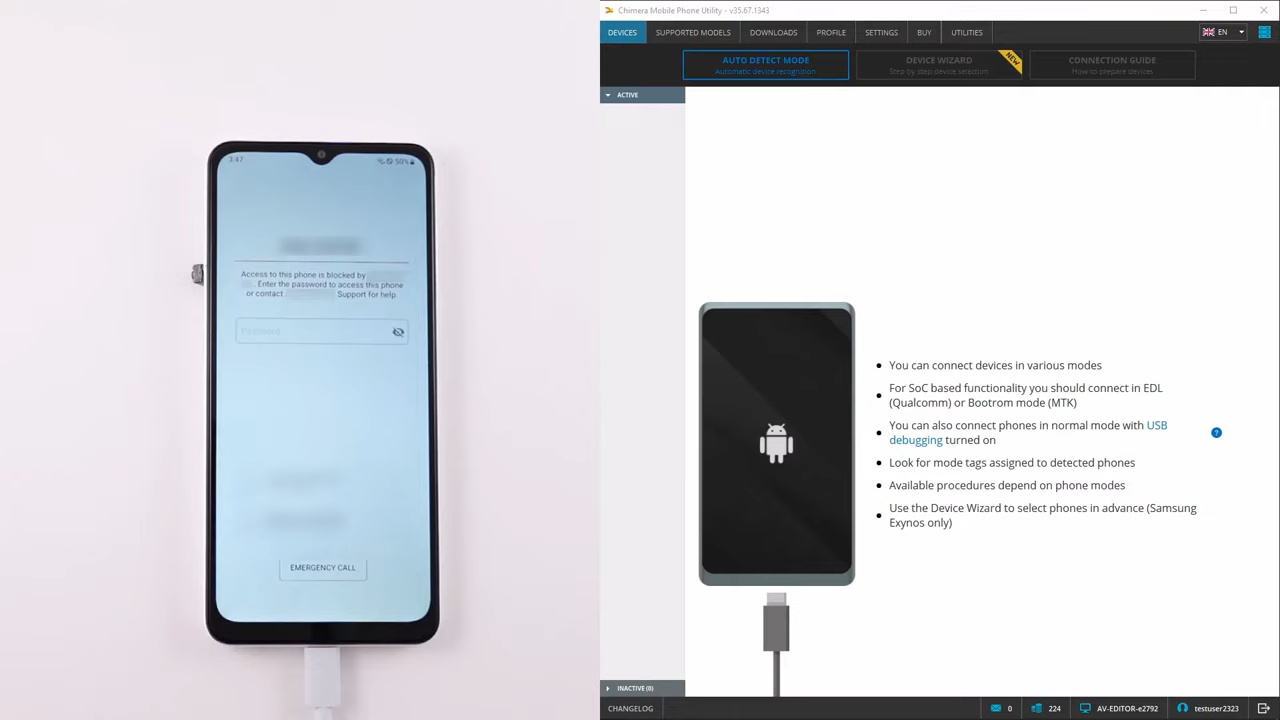 Chimera Mobile Phone Utility - v35.67.1343
DEVICES
SUPPORTED MODELS
DOWNLOADS
PROFILE
SETTINGS
BUY
UTILITIES
EN
AUTO DETECT MODE
Automatic device recognition
DEVICE WIZARD
Step by step device selection
NEW
CONNECTION GUIDE
How to prepare devices
ACTIVE
3:47
50%
Access to this phone is blocked by
. Enter the password to access this phone
or contact Support for help.
Password
EMERGENCY CALL
You can connect devices in various modes
For SoC based functionality you should connect in EDL
(Qualcomm) or Bootrom mode (MTK)
You can also connect phones in normal mode with USB
debugging turned on
?
Look for mode tags assigned to detected phones
Available procedures depend on phone modes
Use the Device Wizard to select phones in advance (Samsung
Exynos only)
INACTIVE (0)
CHANGELOG
0
224
AV-EDITOR-e2792
testuser2323